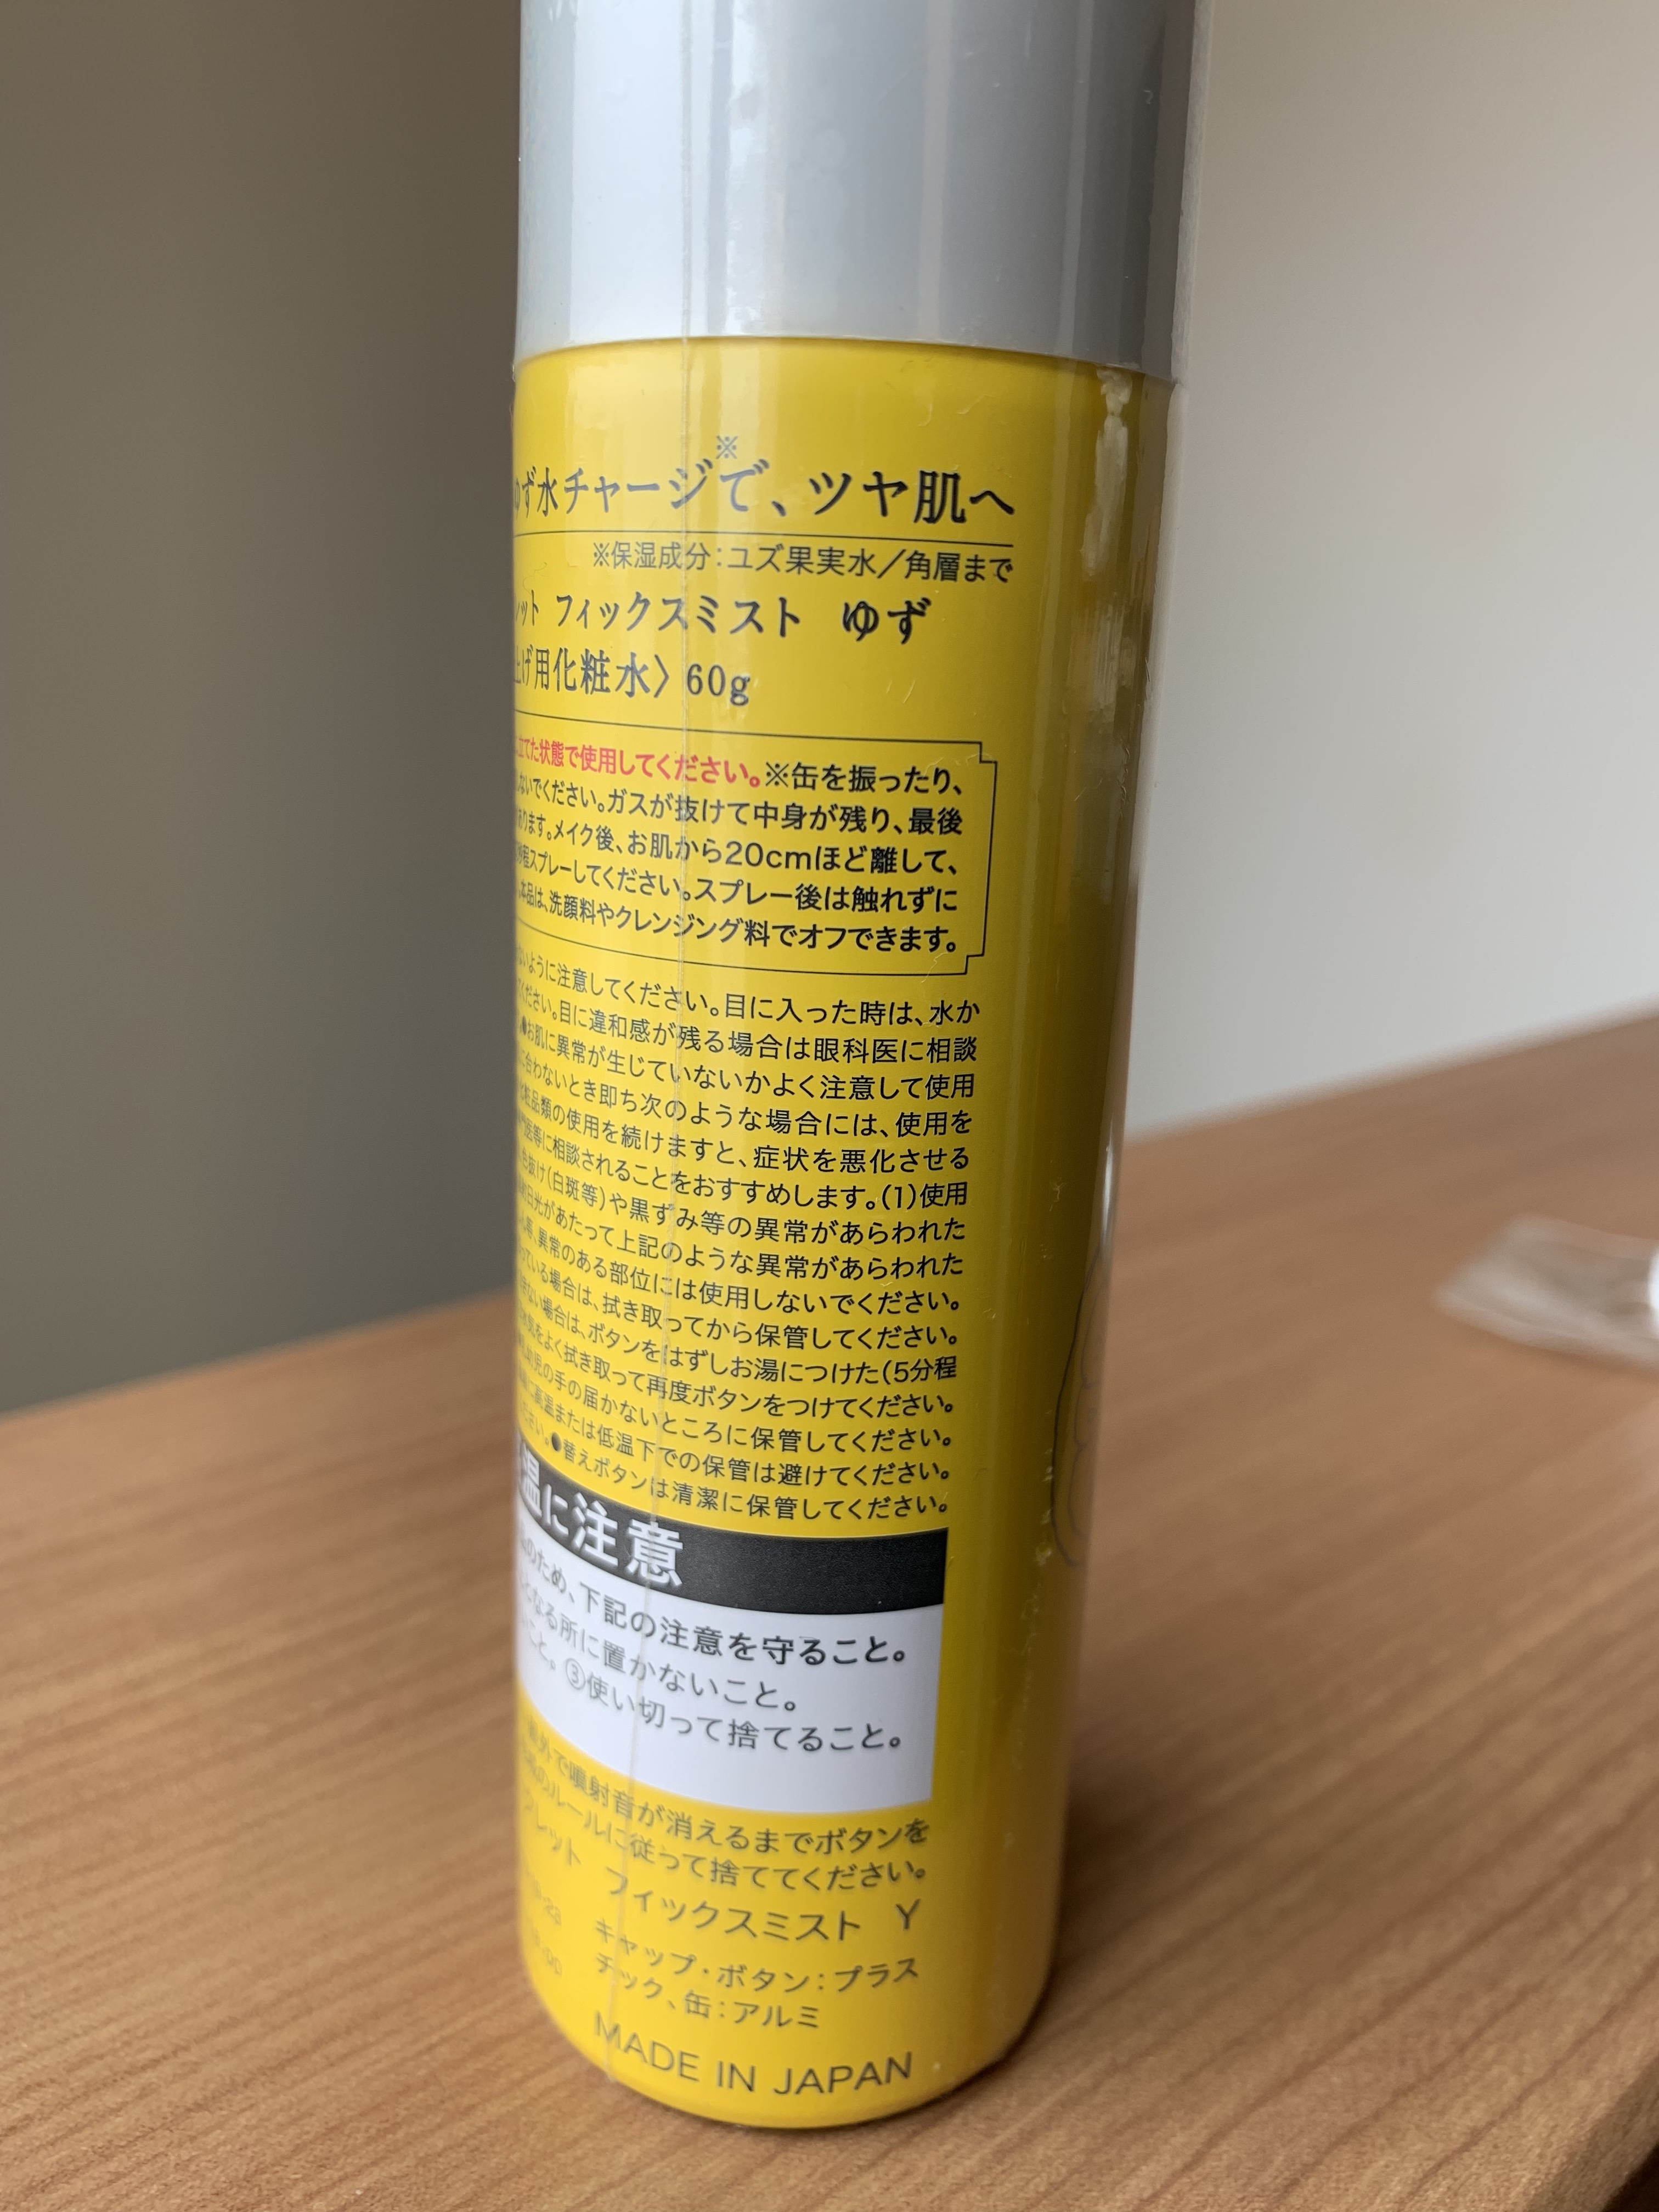 ※
ず水チャージで、ツヤ肌へ
※保湿成分：ユズ果実水／角層まで
ット フィックスミスト ゆず
上げ用化粧水〉60g
立てた状態で使用してください。※缶を振ったり、
ないでください。ガスが抜けて中身が残り、最後
あります。メイク後、お肌から20cmほど離して、
秒程スプレーしてください。スプレー後は触れずに
本品は、洗顔料やクレンジング料でオフできます。
ないように注意してください。目に入った時は、水か
ください。目に違和感が残る場合は眼科医に相談
●お肌に異常が生じていないかよく注意して使用
に合わないとき即ち次のような場合には、使用を
化粧品類の使用を続けますと、症状を悪化させる
医等に相談されることをおすすめします。(1)使用
色抜け(白斑等)や黒ずみ等の異常があらわれた
日光があたって上記のような異常があらわれた
等、異常のある部位には使用しないでください。
っている場合は、拭き取ってから保管してください。
ない場合は、ボタンをはずしお湯につけた(5分程
をよく拭き取って再度ボタンをつけてください。
幼児の手の届かないところに保管してください。
に高温または低温下での保管は避けてください。
さい。●替えボタンは清潔に保管してください。
温に注意
のため、下記の注意を守ること。
となる所に置かないこと。
こと。③使い切って捨てること。
で噴射音が消えるまでボタンを
のルールに従って捨ててください。
レット フィックスミスト Y
キャップ・ボタン：プラス
チック、缶：アルミ
MADE IN JAPAN